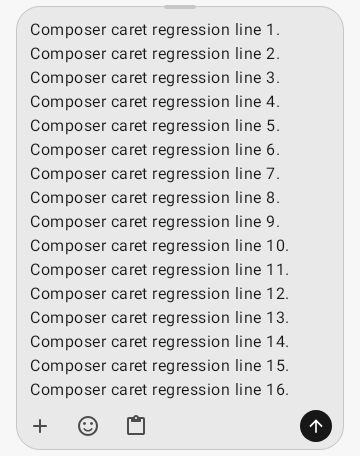 Composer caret regression line 1.
Composer caret regression line 2.
Composer caret regression line 3.
Composer caret regression line 4.
Composer caret regression line 5.
Composer caret regression line 6.
Composer caret regression line 7.
Composer caret regression line 8.
Composer caret regression line 9.
Composer caret regression line 10.
Composer caret regression line 11.
Composer caret regression line 12.
Composer caret regression line 13.
Composer caret regression line 14.
Composer caret regression line 15.
Composer caret regression line 16.